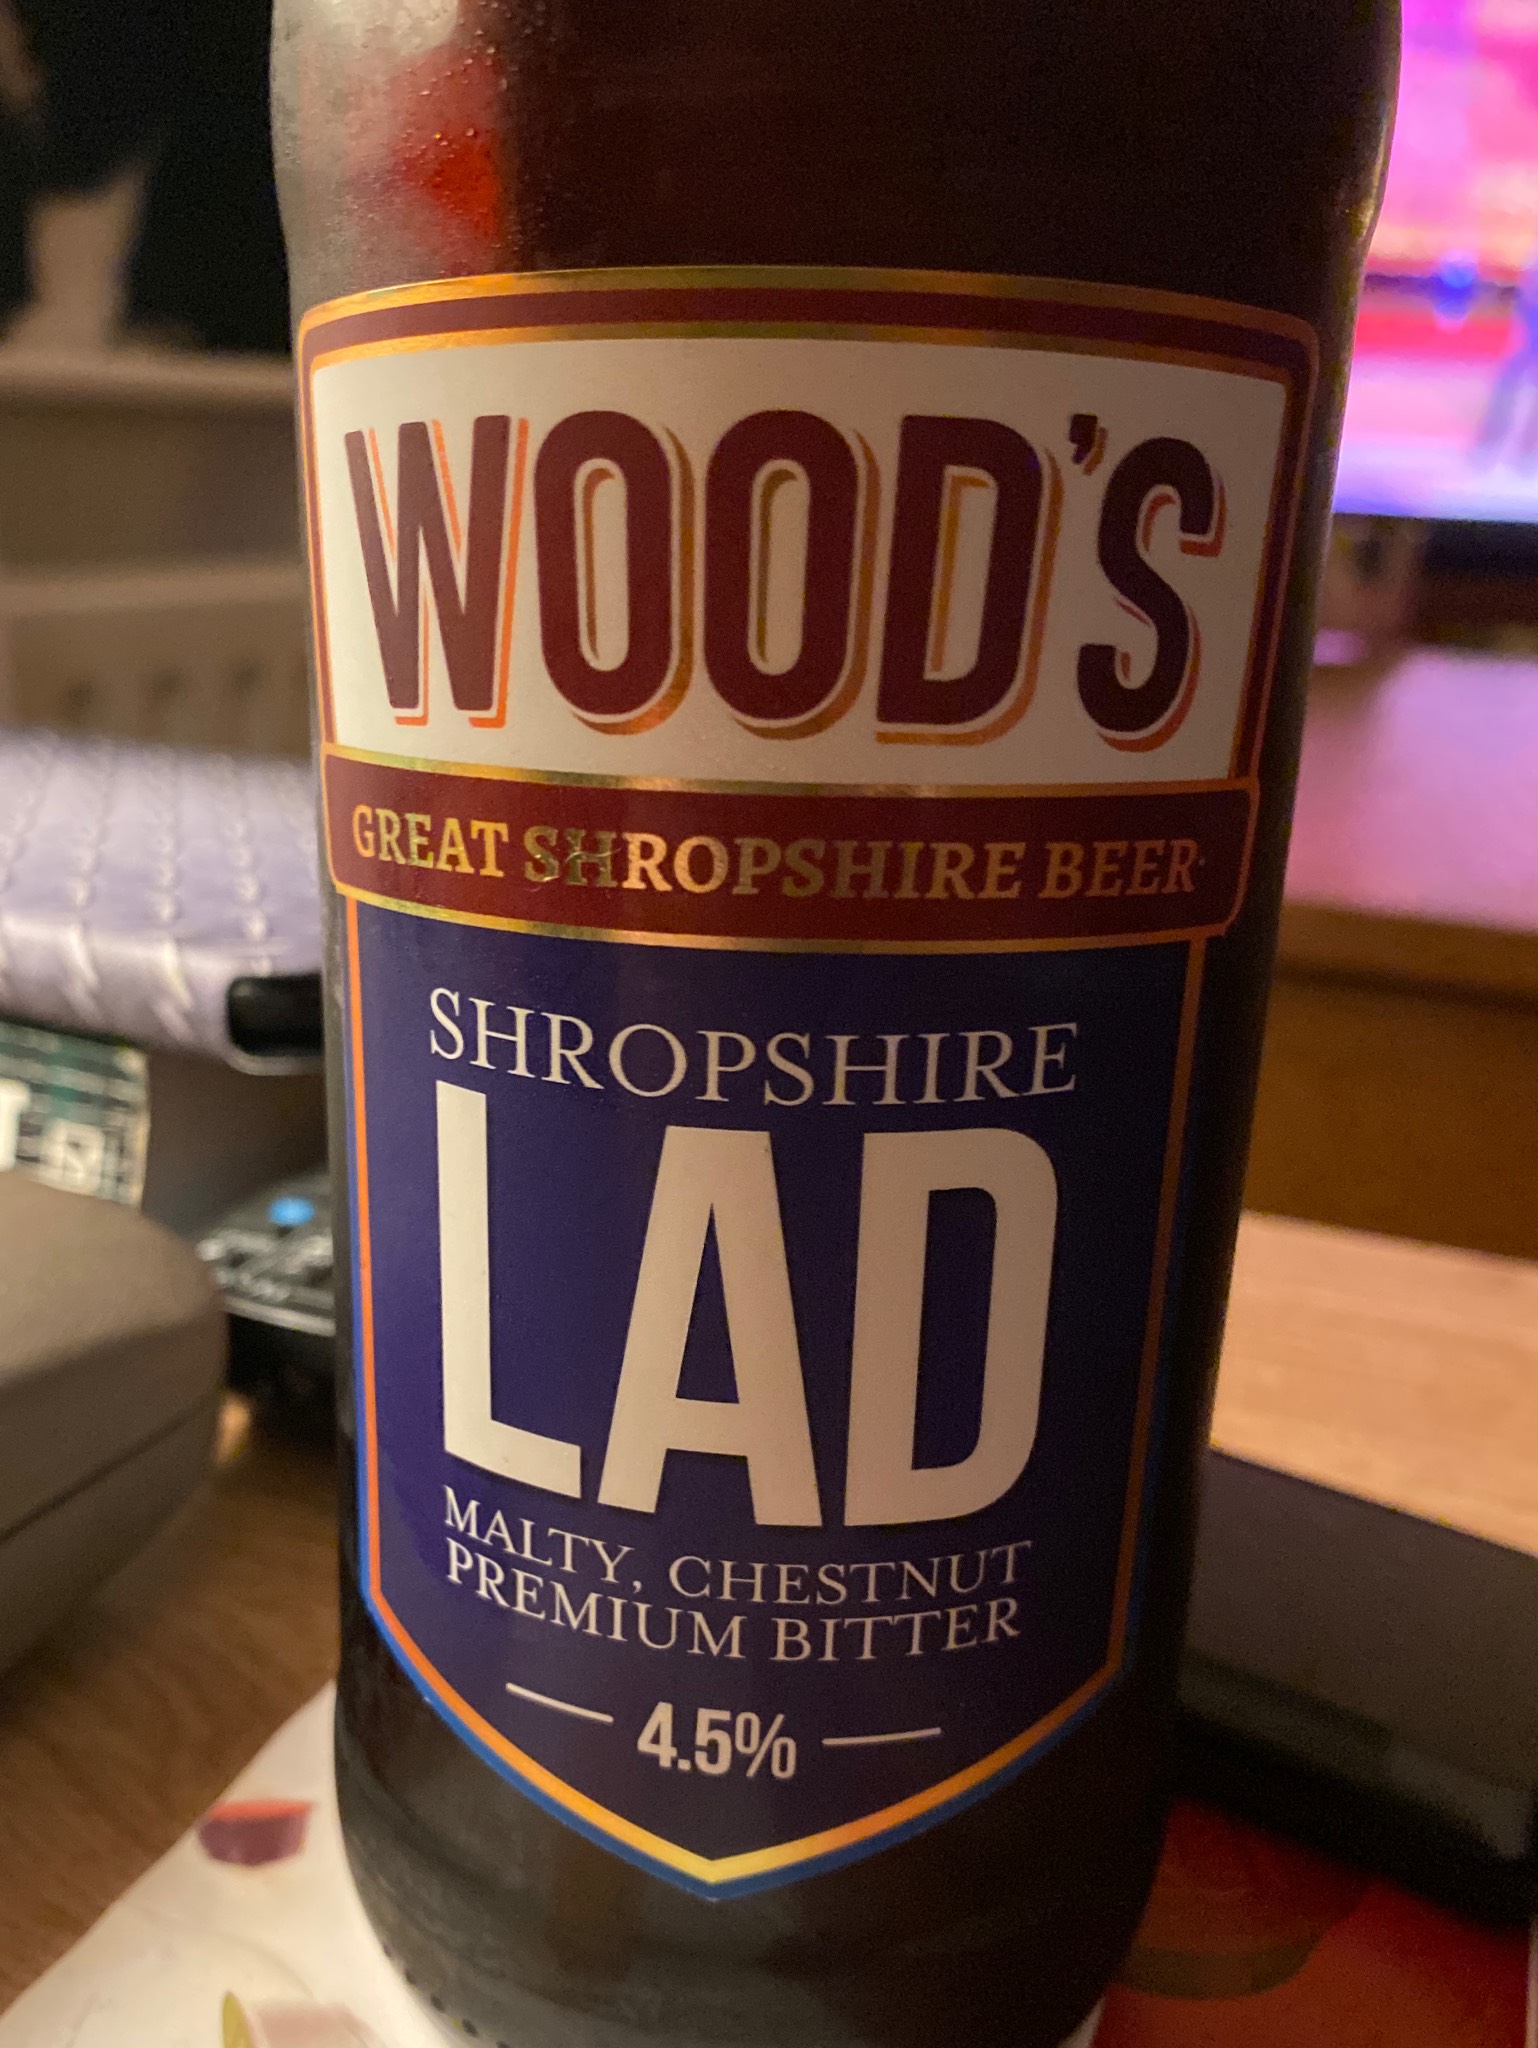 WOOD'S
GREAT SHROPSHIRE BEER
SHROPSHIRE
LAD
MALTY, CHESTNUT
PREMIUM BITTER
4.5%